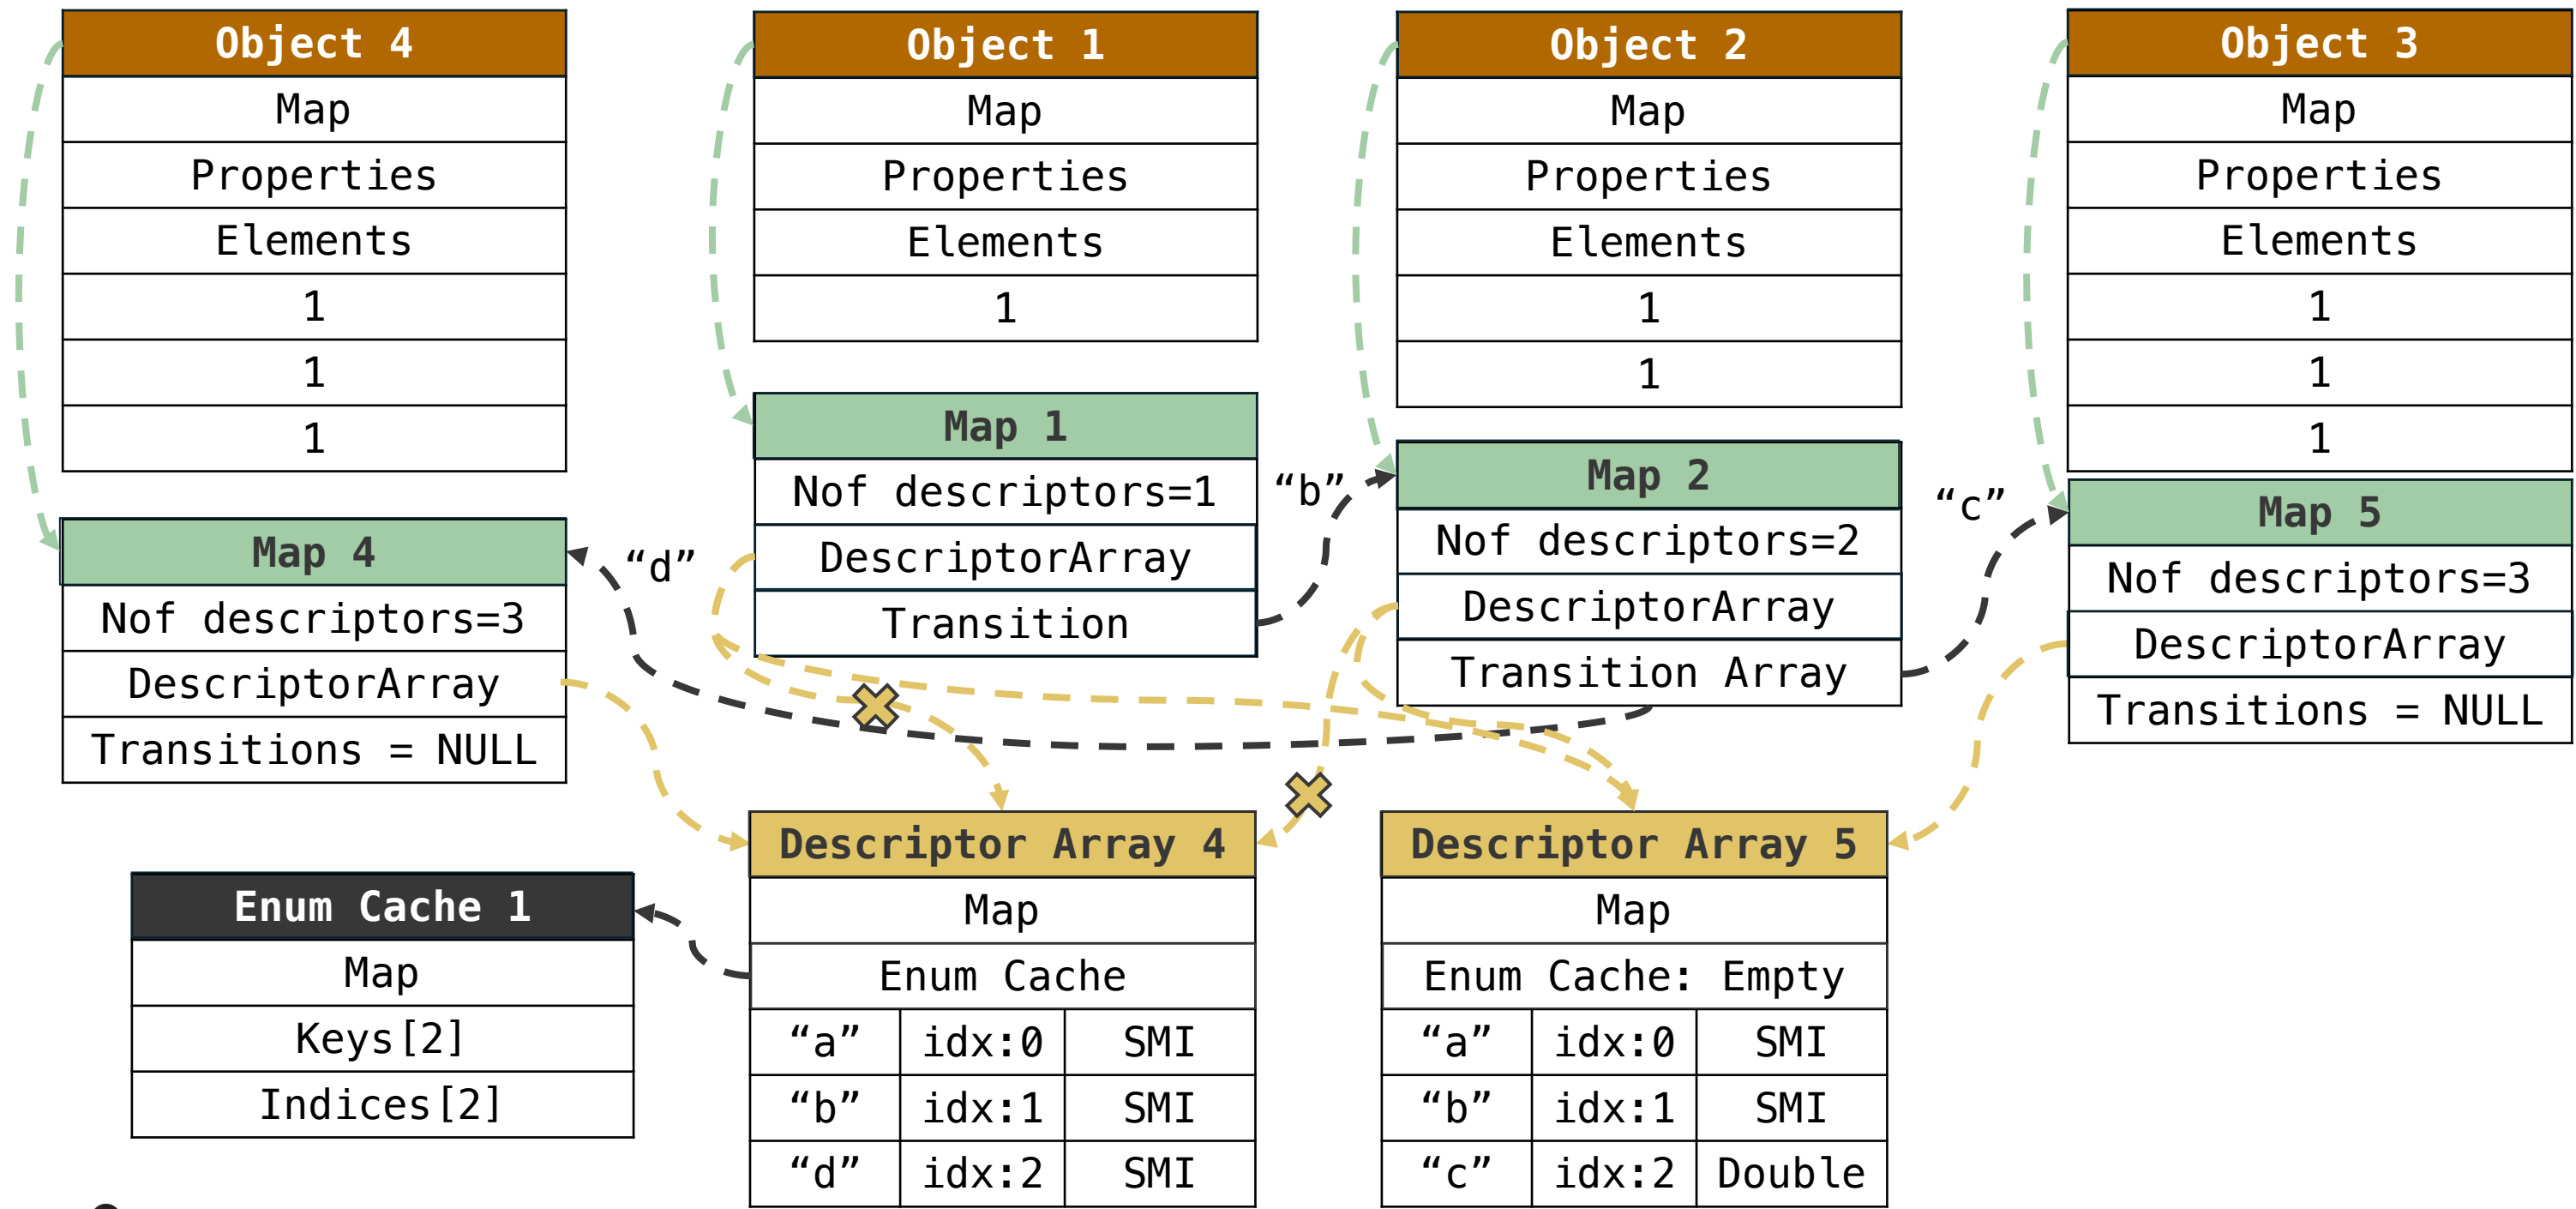 Object 4
Map
Properties
Elements
1
1
1
Object 1
Map
Properties
Elements
1
Object 2
Map
Properties
Elements
1
1
Object 3
Map
Properties
Elements
1
1
1
Map 4
Nof descriptors=3
DescriptorArray
Transitions = NULL
“d”
Map 1
Nof descriptors=1
DescriptorArray
Transition
“b”
Map 2
Nof descriptors=2
DescriptorArray
Transition Array
“c”
Map 5
Nof descriptors=3
DescriptorArray
Transitions = NULL
Enum Cache 1
Map
Keys[2]
Indices[2]
Descriptor Array 4
Map
Enum Cache
“a” idx:0 SMI
“b” idx:1 SMI
“d” idx:2 SMI
Descriptor Array 5
Map
Enum Cache: Empty
“a” idx:0 SMI
“b” idx:1 SMI
“c” idx:2 Double